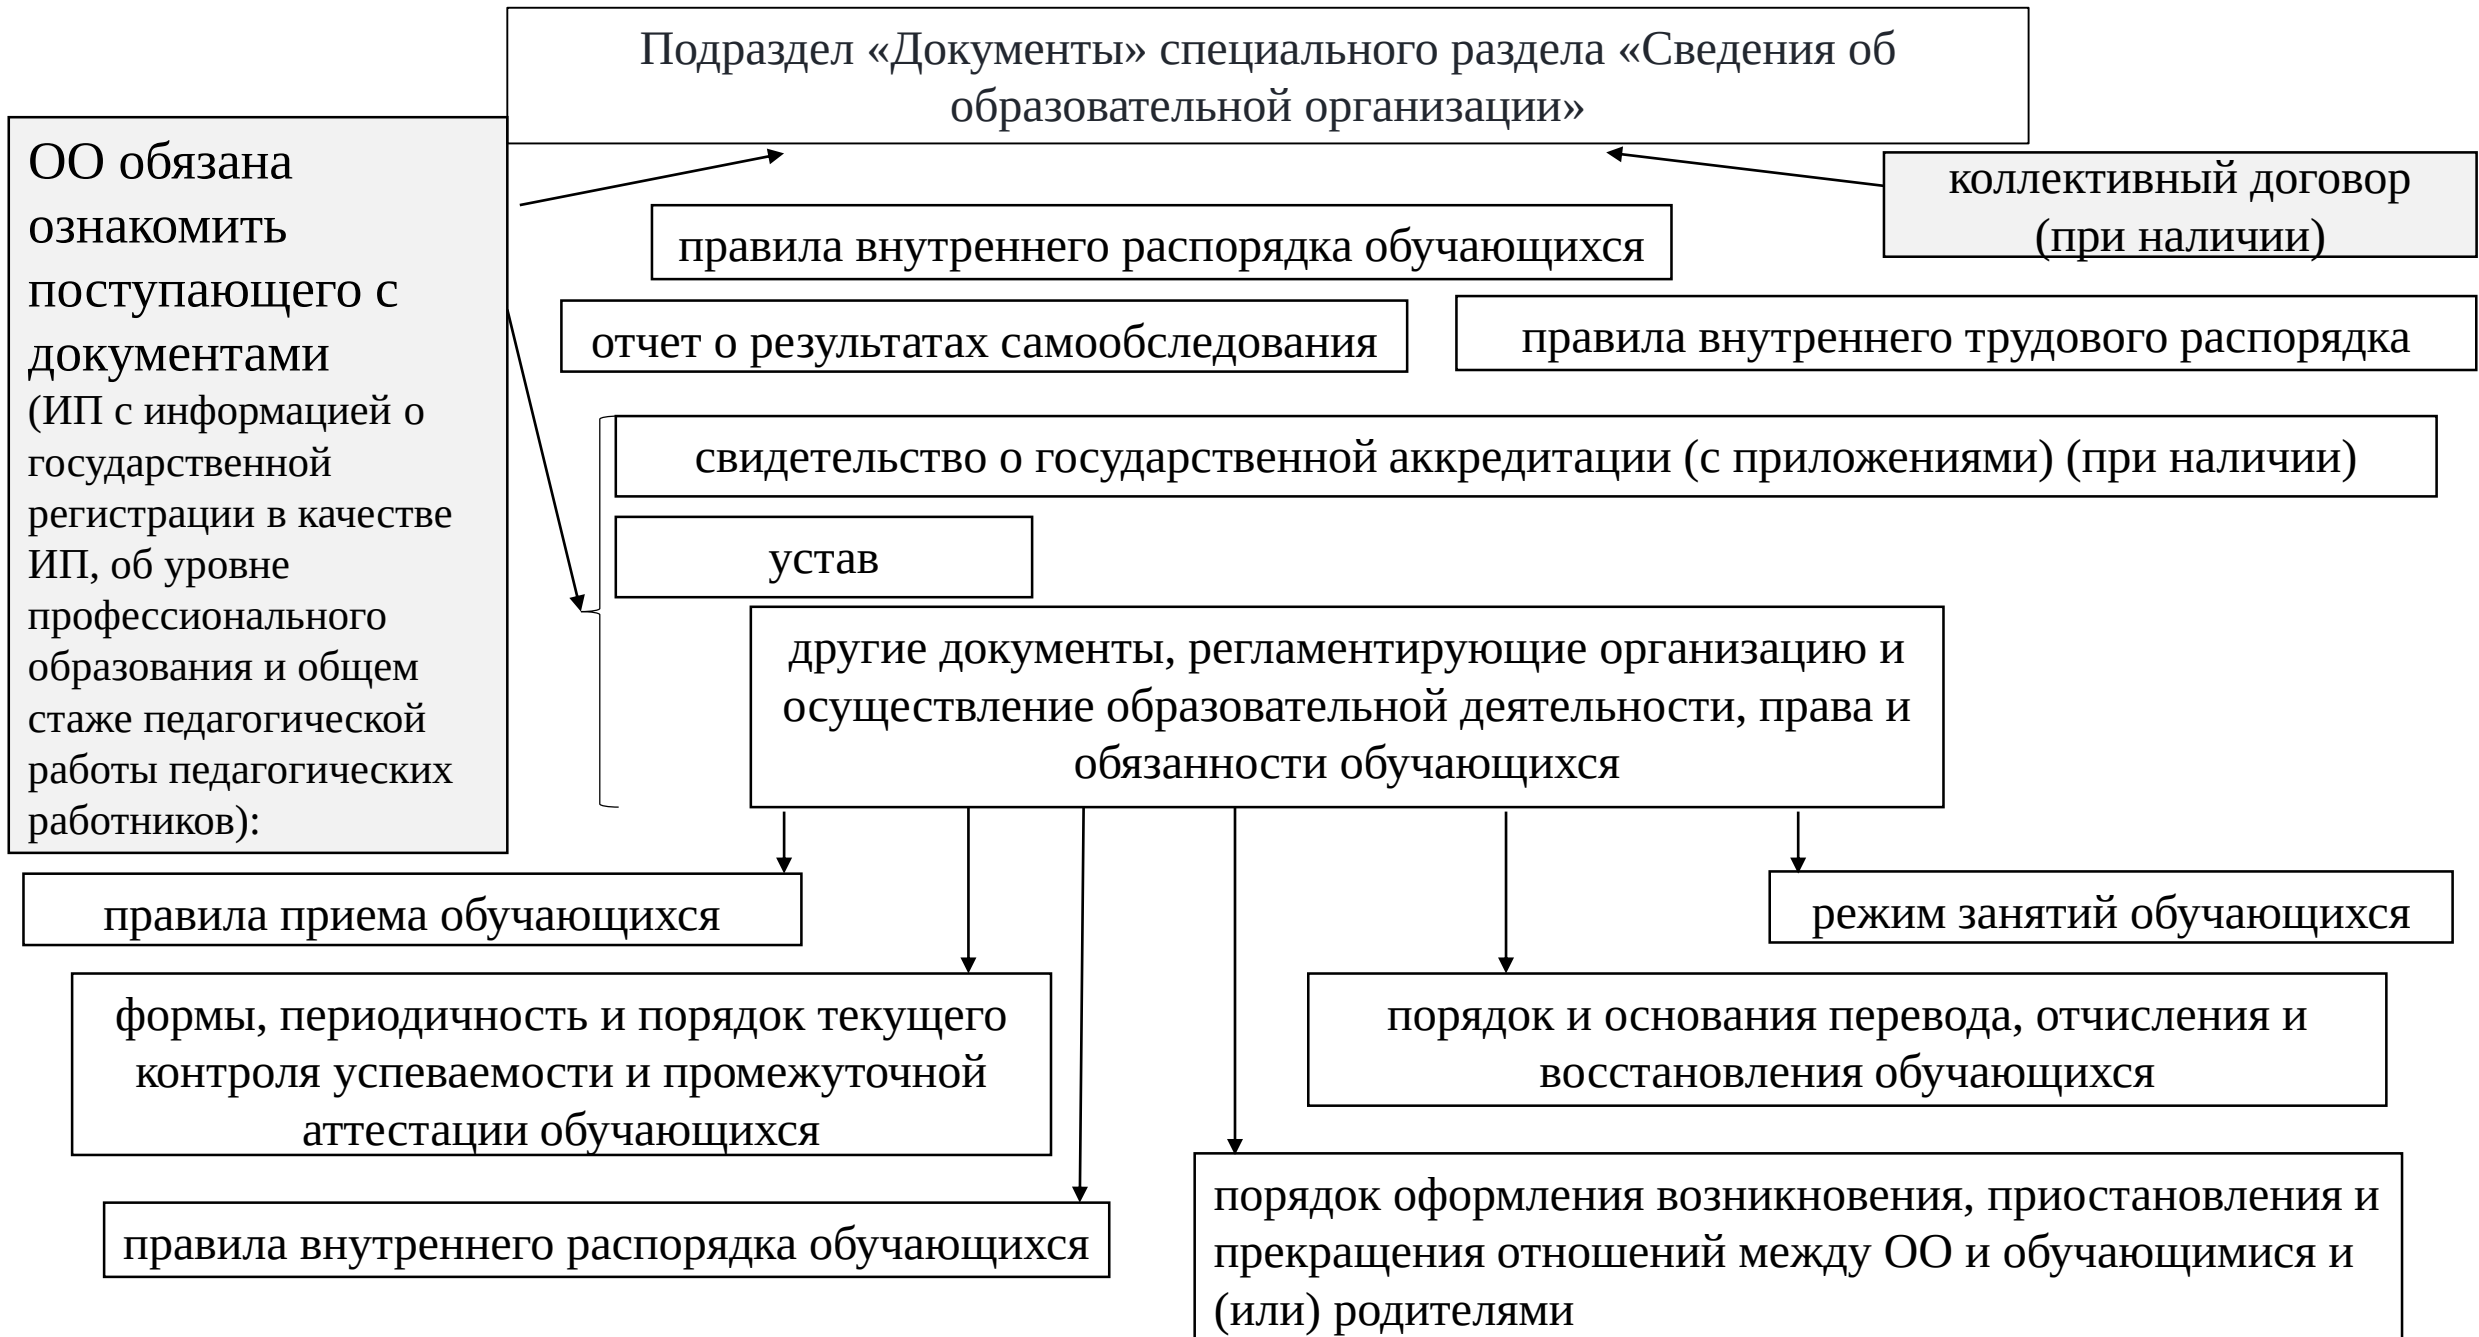 Подраздел «Документы» специального раздела «Сведения об
образовательной организации»
ОО обязана
ознакомить
поступающего с
документами
(ИП с информацией о
государственной
регистрации в качестве
ИП, об уровне
профессионального
образования и общем
стаже педагогической
работы педагогических
работников):
коллективный договор
(при наличии)
правила внутреннего распорядка обучающихся
отчет о результатах самообследования
правила внутреннего трудового распорядка
свидетельство о государственной аккредитации (с приложениями) (при наличии)
устав
другие документы, регламентирующие организацию и
осуществление образовательной деятельности, права и
обязанности обучающихся
правила приема обучающихся
режим занятий обучающихся
формы, периодичность и порядок текущего
контроля успеваемости и промежуточной
аттестации обучающихся
порядок и основания перевода, отчисления и
восстановления обучающихся
правила внутреннего распорядка обучающихся
порядок оформления возникновения, приостановления и
прекращения отношений между ОО и обучающимися и
(или) родителями